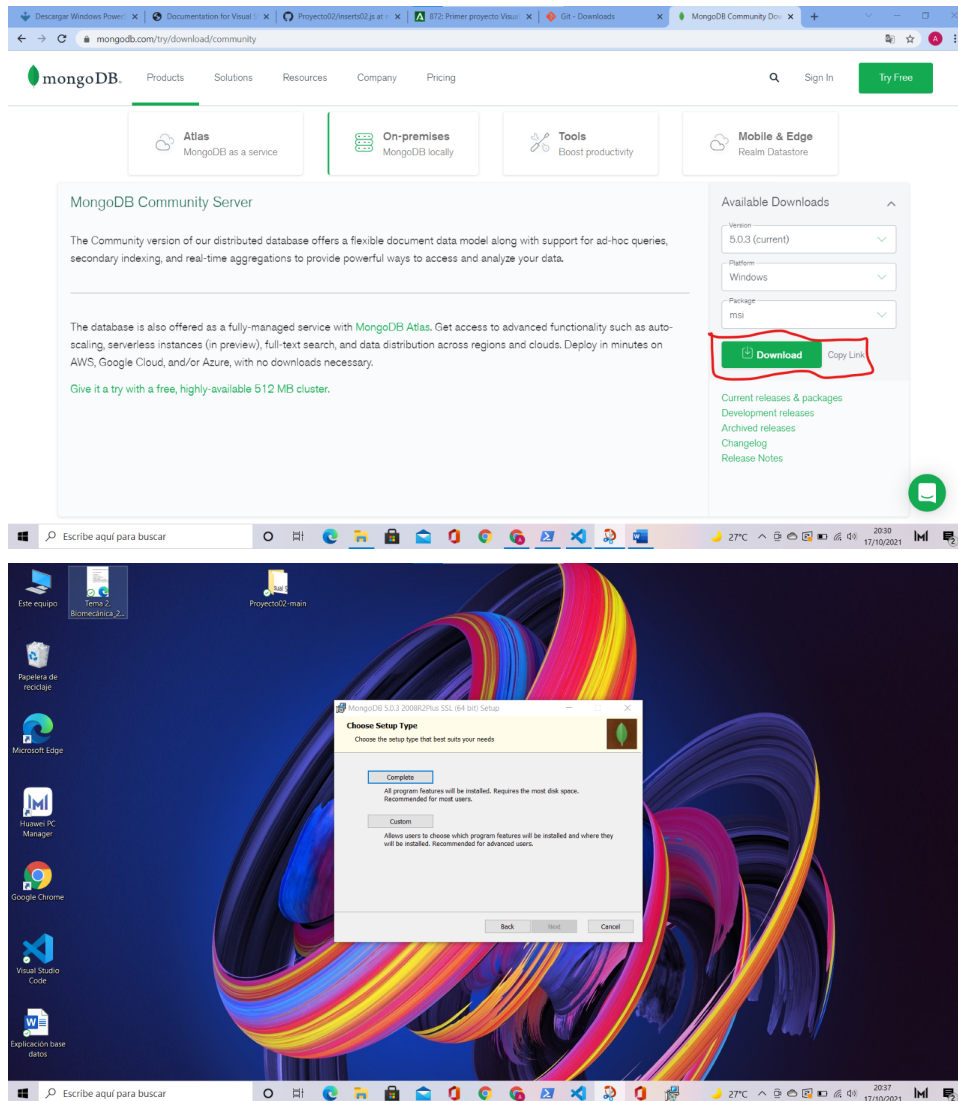 Descargar Windows Power
Documentation for Visual S
Proyecto02/inserts02.js at
872: Primer proyecto Visua
Git - Downloads
MongoDB Community Dow
mongodb.com/try/download/community
A
mongoDB.
Products
Solutions
Resources
Company
Pricing
Sign In
Try Free
Atlas
MongoDB as a service
On-premises
MongoDB locally
Tools
Boost productivity
Mobile & Edge
Realm Datastore
MongoDB Community Server
The Community version of our distributed database offers a flexible document data model along with support for ad-hoc queries,
secondary indexing, and real-time aggregations to provide powerful ways to access and analyze your data.
The database is also offered as a fully-managed service with MongoDB Atlas. Get access to advanced functionality such as auto-
scaling, serverless instances (in preview), full-text search, and data distribution across regions and clouds. Deploy in minutes on
AWS, Google Cloud, and/or Azure, with no downloads necessary.
Give it a try with a free, highly-available 512 MB cluster.
Available Downloads
Version
5.0.3 (current)
Platform
Windows
Package
msi
Download
Copy Link
Current releases & packages
Development releases
Archived releases
Changelog
Release Notes
Escribe aquí para buscar
27°C
20:30
17/10/2021
Este equipo
Tema 2.
Biomecánica_2...
Proyecto02-main
Papelera de
reciclaje
Microsoft Edge
Huawei PC
Manager
Google Chrome
Visual Studio
Code
Explicación base
datos
MongoDB 5.0.3 2008R2Plus SSL (64 bit) Setup
Choose Setup Type
Choose the setup type that best suits your needs
Complete
All program features will be installed. Requires the most disk space.
Recommended for most users.
Custom
Allows users to choose which program features will be installed and where they
will be installed. Recommended for advanced users.
Back
Next
Cancel
Escribe aquí para buscar
27°C
20:37
17/10/2021